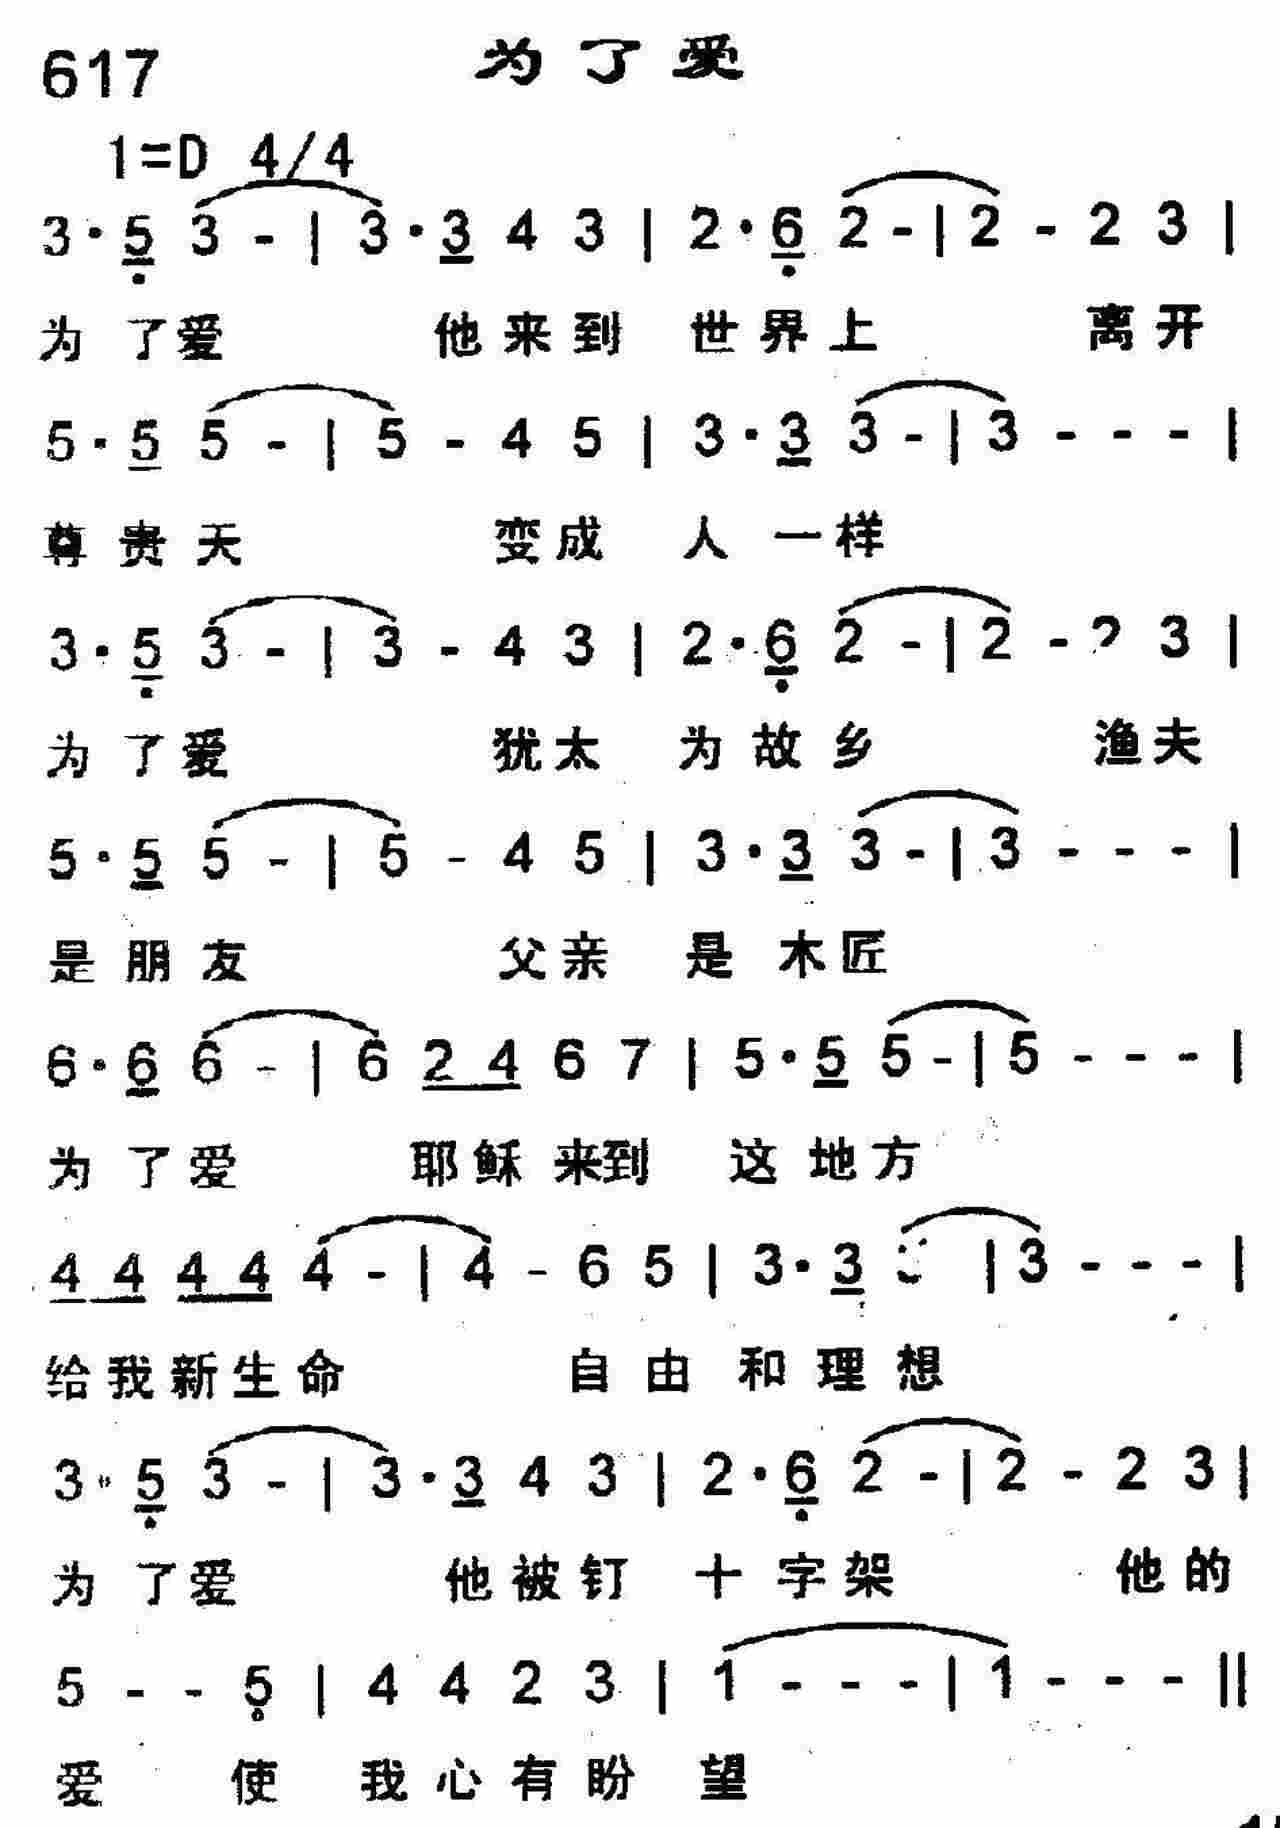 617 为了爱
1=D 4/4
3·5 3 - | 3·3 4 3 | 2·6 2 - | 2 - 2 3 |
为了爱 他来到 世界上 离开
5·5 5 - | 5 - 4 5 | 3·3 3 - | 3 - - - |
尊贵天 变成 人一样
3·5 3 - | 3 - 4 3 | 2·6 2 - | 2 - 2 3 |
为了爱 犹太 为故乡 渔夫
5·5 5 - | 5 - 4 5 | 3·3 3 - | 3 - - - |
是朋友 父亲 是木匠
6·6 6 - | 6 2 4 6 7 | 5·5 5 - | 5 - - - |
为了爱 耶稣来到 这地方
4 4 4 4 4 - | 4 - 6 5 | 3·3 | 3 - - - |
给我新生命 自由和理想
3·5 3 - | 3·3 4 3 | 2·6 2 - | 2 - 2 3 |
为了爱 他被钉 十字架 他的
5 - - 5 | 4 4 2 3 | 1 - - - | 1 - - - ||
爱 使 我心有盼望